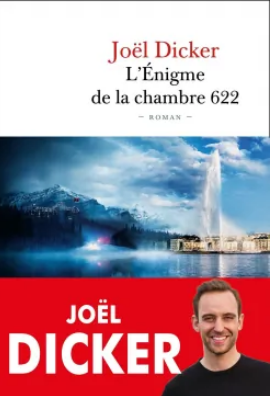 Joël Dicker
L'Énigme
de la chambre 622
– ROMAN –
JOËL
DICKER